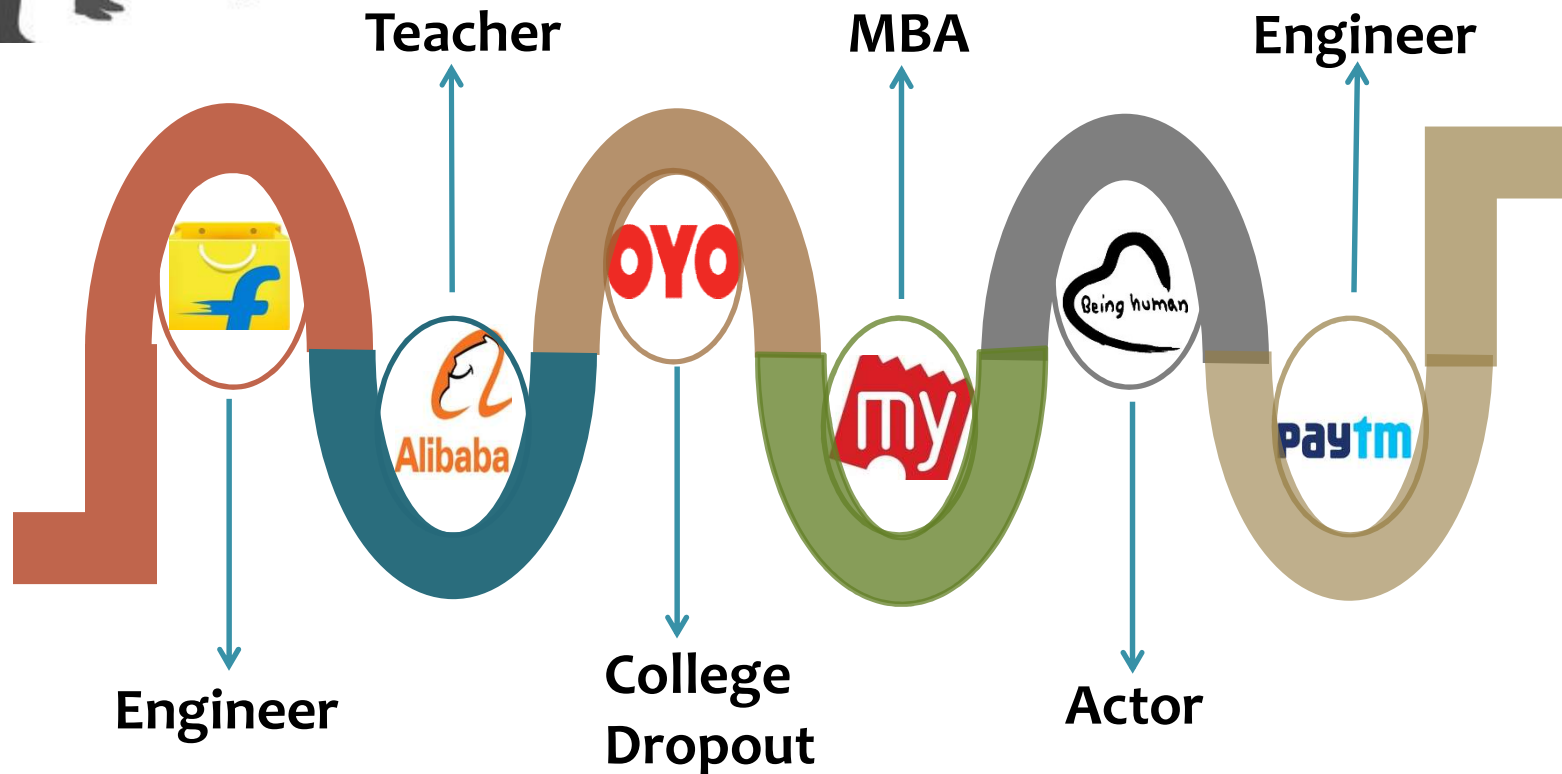 Teacher
MBA
Engineer
OYO
Being human
my
Alibaba
paytm
Engineer
College
Dropout
Actor